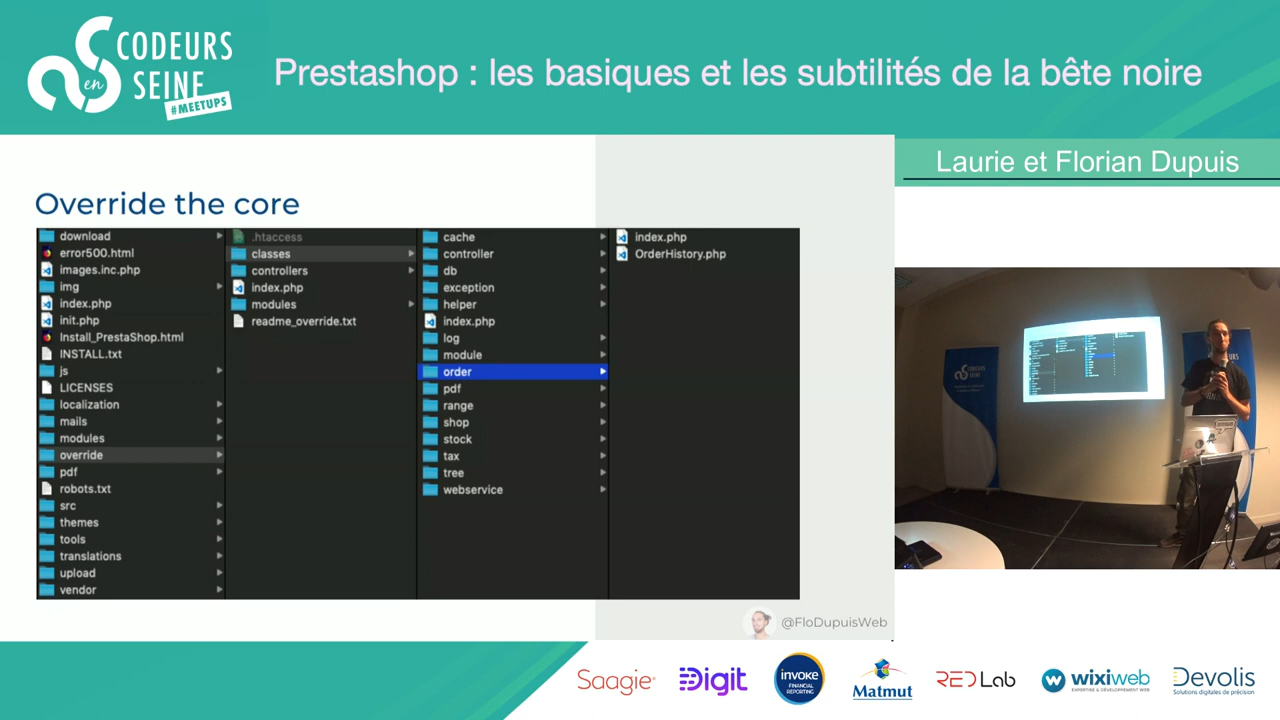 CODEURS
en
SEINE
#MEETUPS
Prestashop : les basiques et les subtilités de la bête noire
Laurie et Florian Dupuis
Override the core
download
error500.html
images.inc.php
img
index.php
init.php
Install_PrestaShop.html
INSTALL.txt
js
LICENSES
localization
mails
modules
override
pdf
robots.txt
src
themes
tools
translations
upload
vendor
.htaccess
classes
controllers
index.php
modules
readme_override.txt
cache
controller
db
exception
helper
index.php
log
module
order
pdf
range
shop
stock
tax
tree
webservice
index.php
OrderHistory.php
CODEURS
SEINE
@FloDupuisWeb
Saagie
Digit
invoke
FINANCIAL
REPORTING
Matmut
RED Lab
wixiweb
EXPERTISE & DÉVELOPPEMENT WEB
Devolis
Solutions digitales de précision